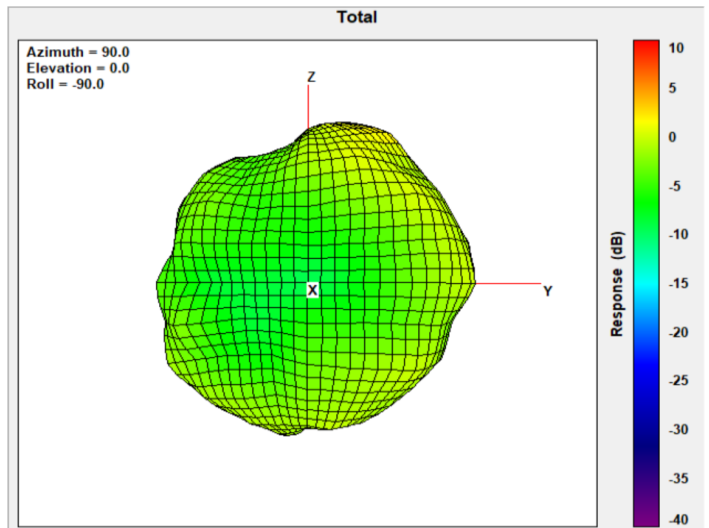 Total
Azimuth = 90.0
Elevation = 0.0
Roll = -90.0
Z
X
Y
10
5
0
-5
-10
-15
-20
-25
-30
-35
-40
Response (dB)